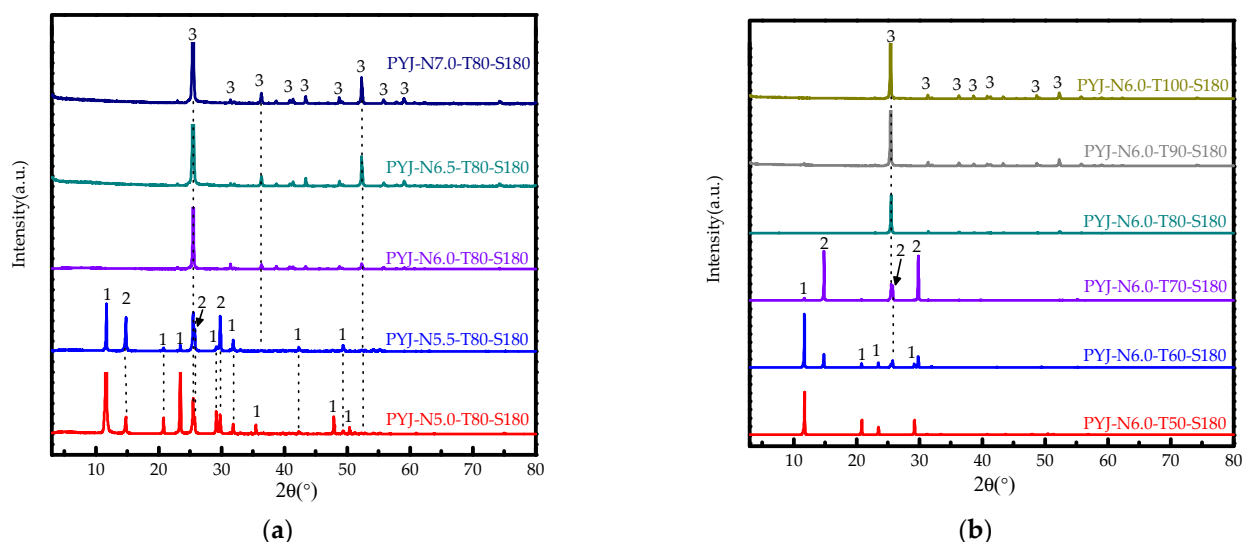 3
3
3
3
3
3
3
3
3
PYJ-N7.0-T80-S180
PYJ-N6.5-T80-S180
PYJ-N6.0-T80-S180
1
2
1
1
2
1
2
1
1
1
PYJ-N5.5-T80-S180
1
1
1
PYJ-N5.0-T80-S180
Intensity(a.u.)
10 20 30 40 50 60 70 80
2θ(°)
(a)
3
3
3
3
3
3
3
PYJ-N6.0-T100-S180
PYJ-N6.0-T90-S180
PYJ-N6.0-T80-S180
2
2
2
1
PYJ-N6.0-T70-S180
1
1
1
PYJ-N6.0-T60-S180
PYJ-N6.0-T50-S180
Intensity(a.u.)
10 20 30 40 50 60 70 80
2θ(°)
(b)